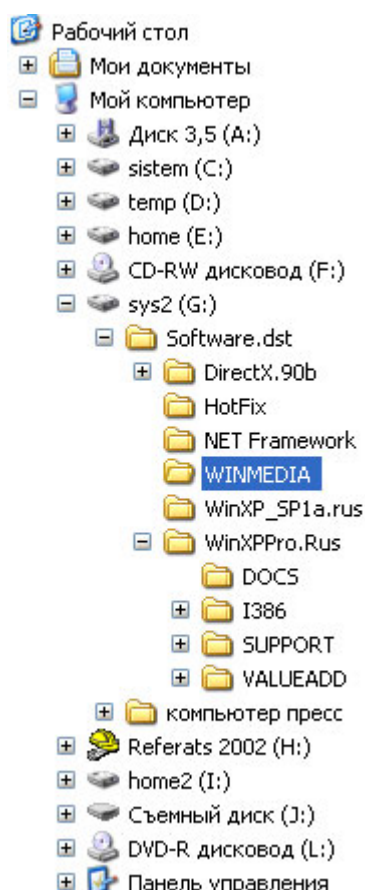 Рабочий стол
Мои документы
Мой компьютер
Диск 3,5 (A:)
sistem (C:)
temp (D:)
home (E:)
CD-RW дисковод (F:)
sys2 (G:)
Software.dst
DirectX.90b
HotFix
NET Framework
WINMEDIA
WinXP_SP1a.rus
WinXPPro.Rus
DOCS
I386
SUPPORT
VALUEADD
компьютер пресс
Referats 2002 (H:)
home2 (I:)
Съемный диск (J:)
DVD-R дисковод (L:)
Панель управления